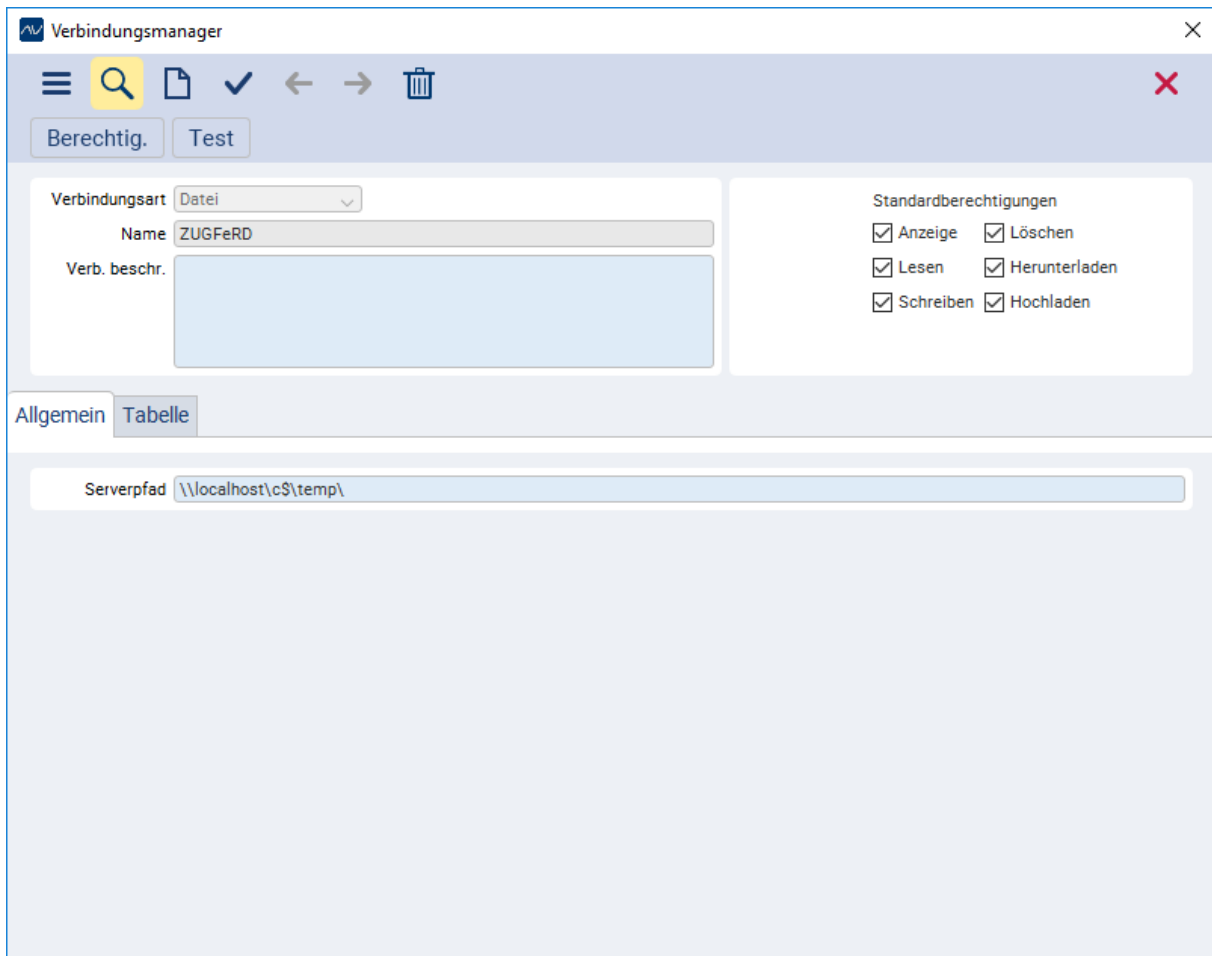 Verbindungsmanager
Berechtig. Test
Verbindungsart Datei
Name ZUGFeRD
Verb. beschr.
Standardberechtigungen
Anzeige Löschen
Lesen Herunterladen
Schreiben Hochladen
Allgemein Tabelle
Serverpfad \\localhost\c$\temp\